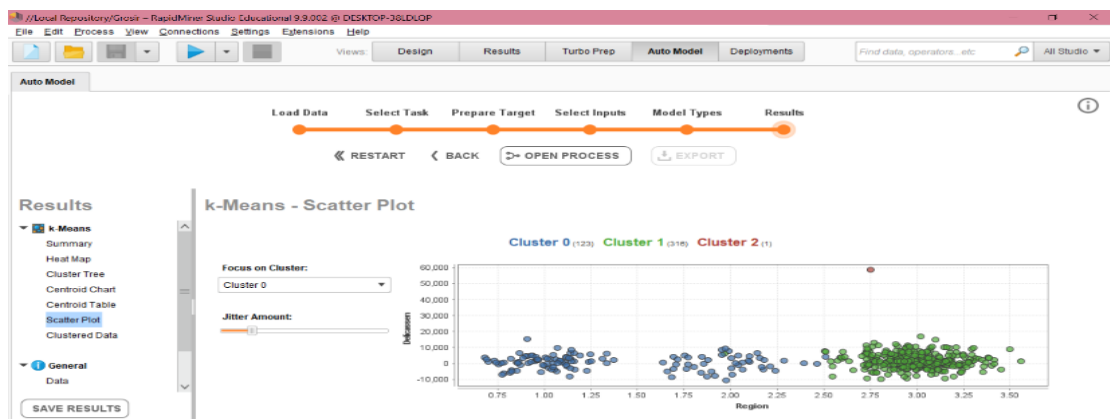 //Local Repository/Grosir – RapidMiner Studio Educational 9.9.002 @ DESKTOP-J8LDLQP
File Edit Process View Connections Settings Extensions Help
Views: Design Results Turbo Prep Auto Model Deployments Find data, operators...etc All Studio
Auto Model
Load Data Select Task Prepare Target Select Inputs Model Types Results
RESTART BACK OPEN PROCESS EXPORT
Results
k-Means
Summary
Heat Map
Cluster Tree
Centroid Chart
Centroid Table
Scatter Plot
Clustered Data
General
Data
SAVE RESULTS
k-Means - Scatter Plot
Focus on Cluster:
Cluster 0
Jitter Amount:
Cluster 0 (123) Cluster 1 (316) Cluster 2 (1)
Delicassen
60,000
50,000
40,000
30,000
20,000
10,000
0
-10,000
0.75 1.00 1.25 1.50 1.75 2.00 2.25 2.50 2.75 3.00 3.25 3.50
Region